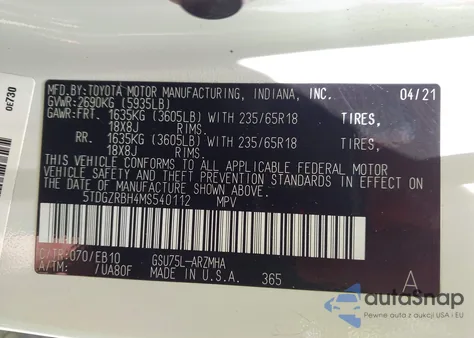 0E730
MFD.BY:TOYOTA MOTOR MANUFACTURING, INDIANA, INC. 04/21
GVWR:2690KG (5935LB)
GAWR:FRT. 1635KG (3605LB) WITH 235/65R18 TIRES,
18X8J RIMS.
RR. 1635KG (3605LB) WITH 235/65R18 TIRES,
18X8J RIMS.
THIS VEHICLE CONFORMS TO ALL APPLICABLE FEDERAL MOTOR
VEHICLE SAFETY AND THEFT PREVENTION STANDARDS IN EFFECT ON
THE DATE OF MANUFACTURE SHOWN ABOVE.
5TDGZRBH4MS540112 MPV
C/TR:070/EB10 GSU75L-ARZMHA
A/TM: /UA80F MADE IN U.S.A. 365 A
autoSnap
Pewne auta z USA i EU